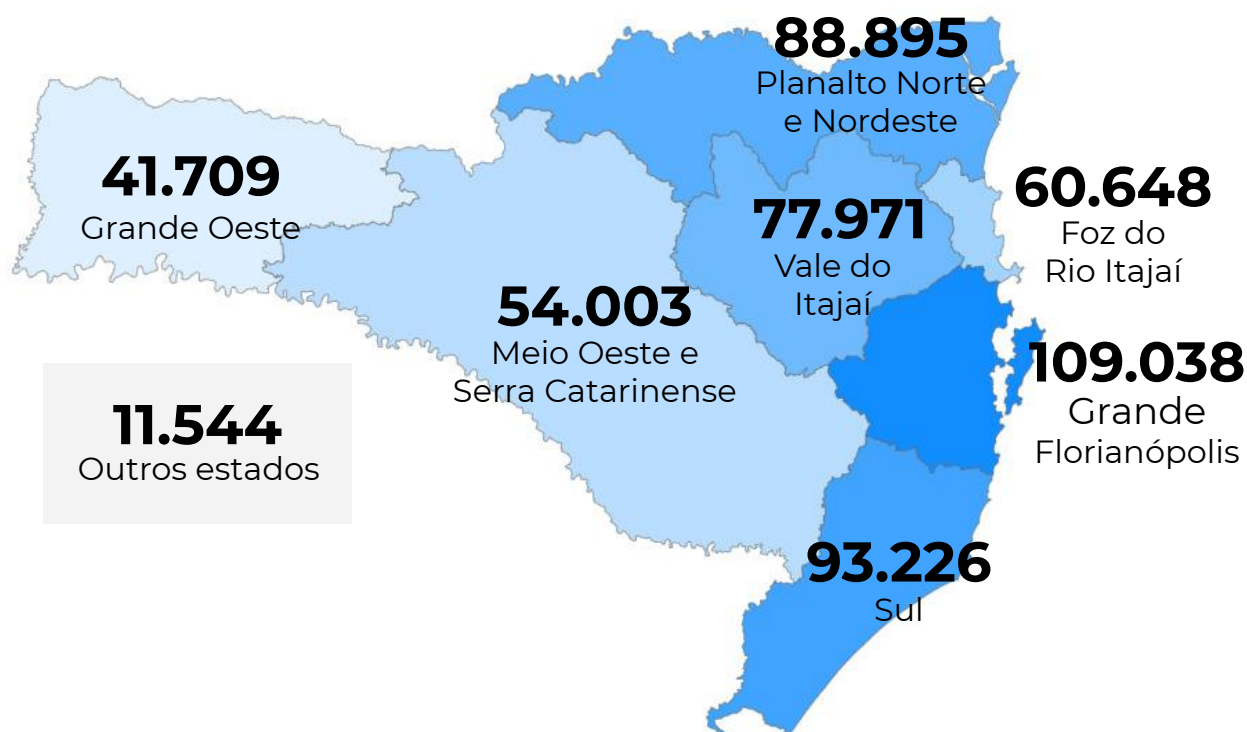 88.895
Planalto Norte
e Nordeste
41.709
Grande Oeste
60.648
Foz do
Rio Itajaí
77.971
Vale do
Itajaí
54.003
Meio Oeste e
Serra Catarinense
109.038
Grande
Florianópolis
11.544
Outros estados
93.226
Sul